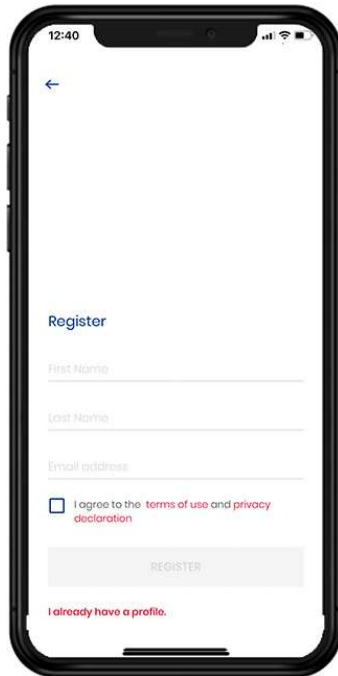 12:40
Register
First Name
Last Name
Email address
I agree to the terms of use and privacy
declaration
REGISTER
I already have a profile.